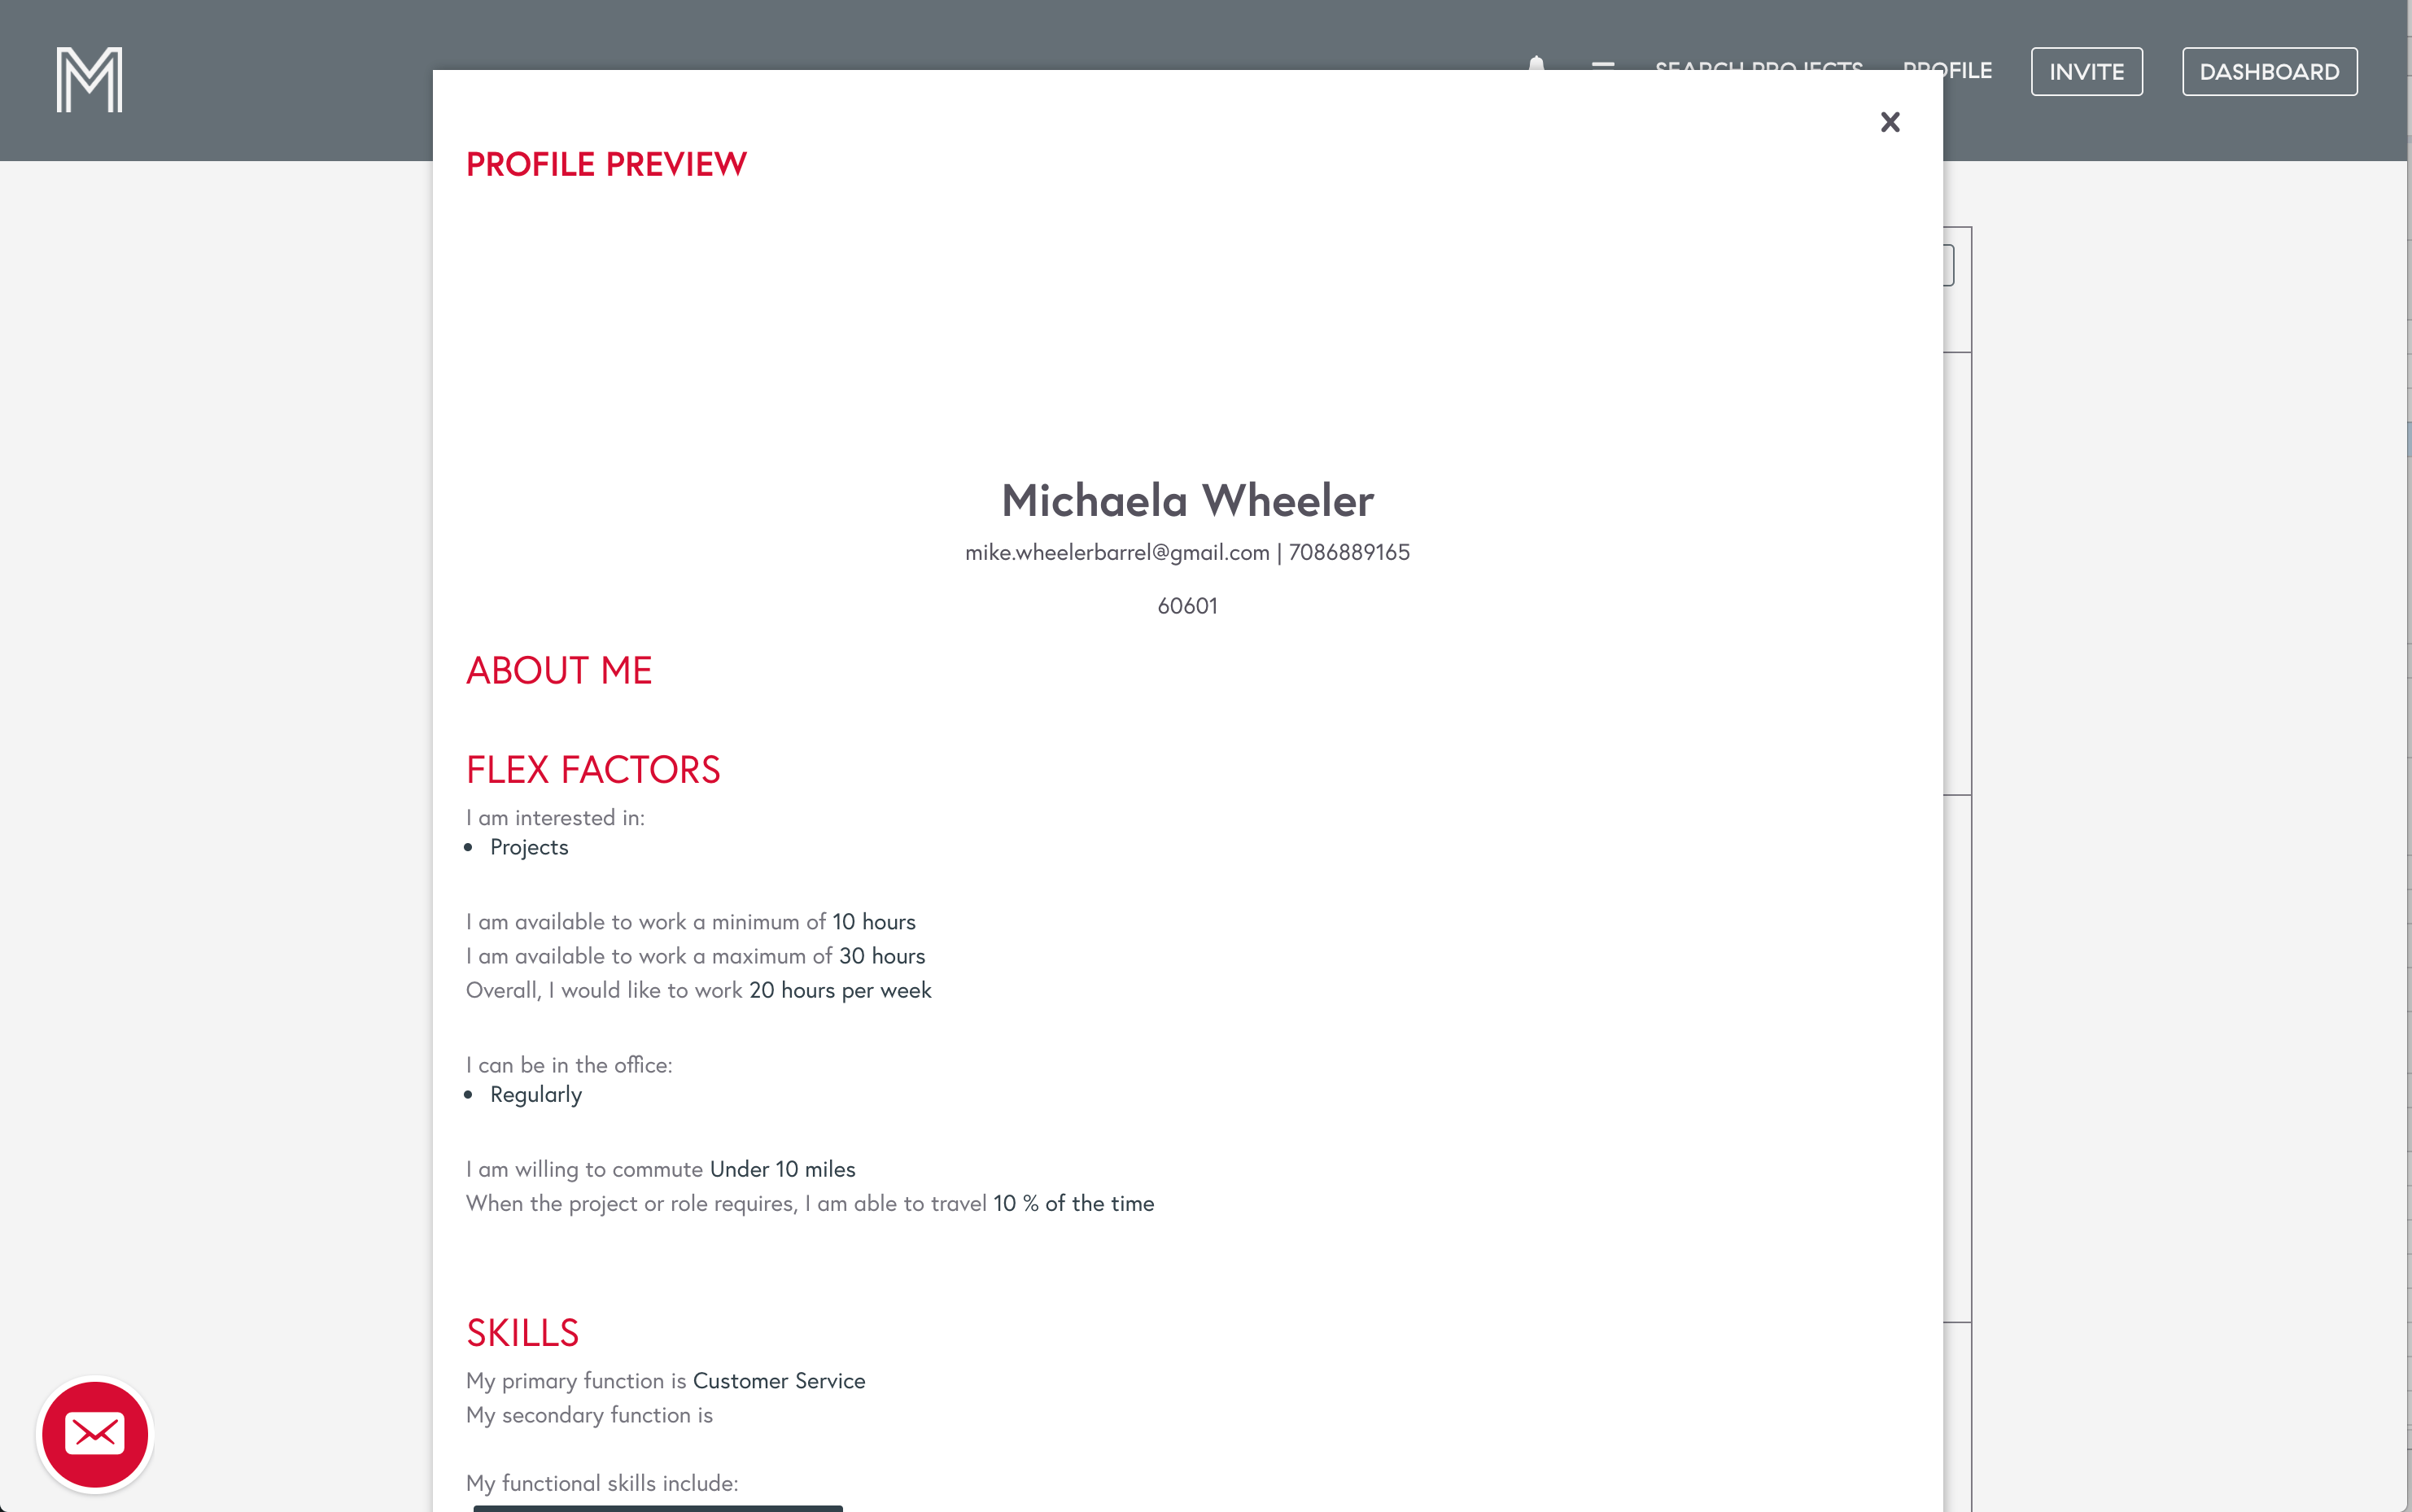 M
SEARCH PROJECTS PROFILE INVITE DASHBOARD
PROFILE PREVIEW
Michaela Wheeler
mike.wheelerbarrel@gmail.com | 7086889165
60601
ABOUT ME
FLEX FACTORS
I am interested in:
• Projects
I am available to work a minimum of 10 hours
I am available to work a maximum of 30 hours
Overall, I would like to work 20 hours per week
I can be in the office:
• Regularly
I am willing to commute Under 10 miles
When the project or role requires, I am able to travel 10 % of the time
SKILLS
My primary function is Customer Service
My secondary function is
My functional skills include: